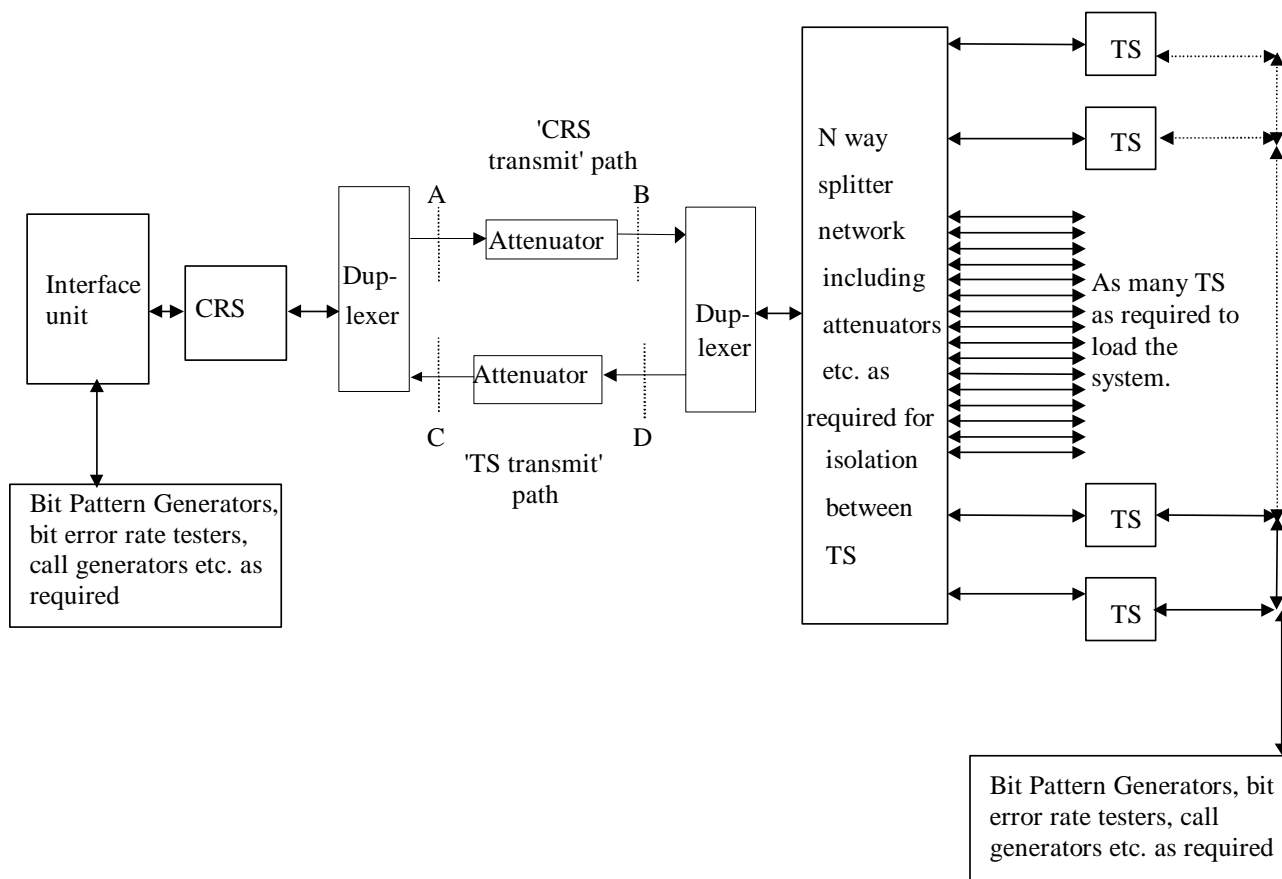 TS
TS
'CRS
transmit' path
A
B
N way
splitter
network
including
attenuators
etc. as
required for
isolation
between
TS
Interface
unit
CRS
Dup-
lexer
Attenuator
Attenuator
Dup-
lexer
C
D
'TS transmit'
path
As many TS
as required to
load the
system.
TS
TS
Bit Pattern Generators,
bit error rate testers,
call generators etc. as
required
Bit Pattern Generators, bit
error rate testers, call
generators etc. as required